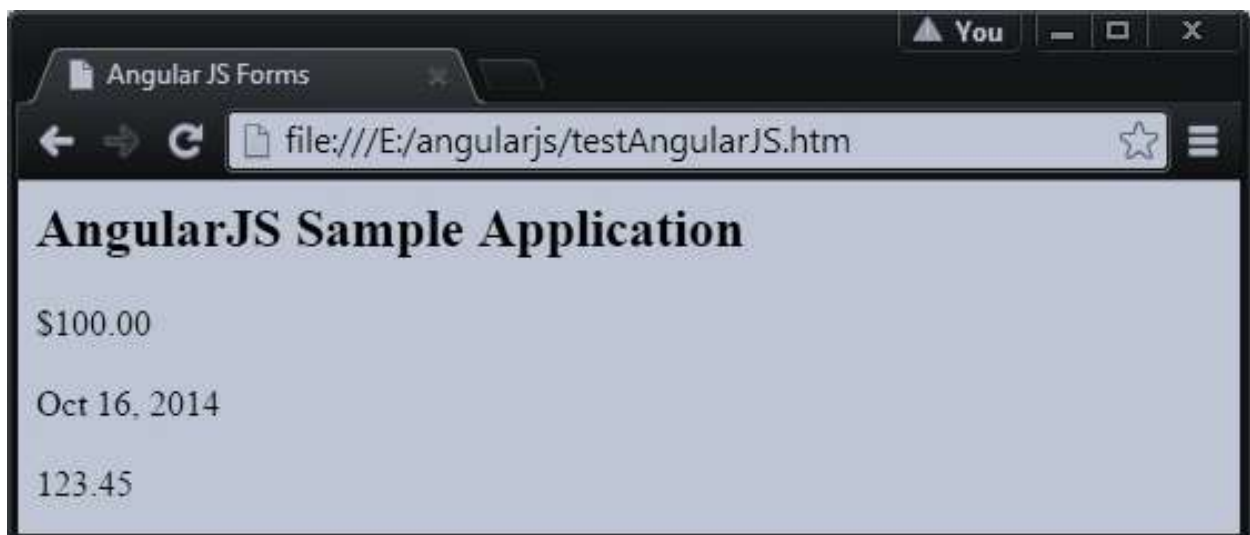 You
Angular JS Forms
file:///E:/angularjs/testAngularJS.htm
AngularJS Sample Application
$100.00
Oct 16, 2014
123.45